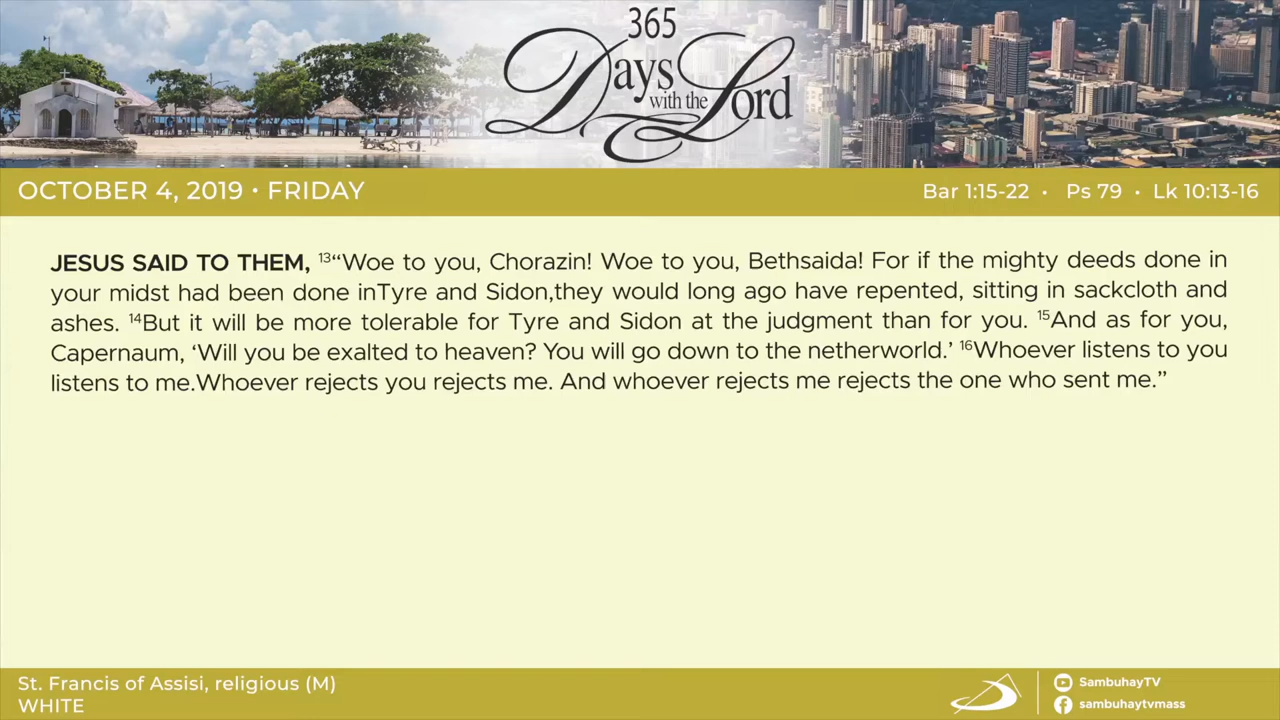 365
Days with the Lord
OCTOBER 4, 2019 • FRIDAY
Bar 1:15-22 • Ps 79 • Lk 10:13-16
JESUS SAID TO THEM, 13“Woe to you, Chorazin! Woe to you, Bethsaida! For if the mighty deeds done in
your midst had been done inTyre and Sidon,they would long ago have repented, sitting in sackcloth and
ashes. 14But it will be more tolerable for Tyre and Sidon at the judgment than for you. 15And as for you,
Capernaum, ‘Will you be exalted to heaven? You will go down to the netherworld.’ 16Whoever listens to you
listens to me.Whoever rejects you rejects me. And whoever rejects me rejects the one who sent me.”
St. Francis of Assisi, religious (M)
WHITE
SambuhayTV
sambuhaytvmass